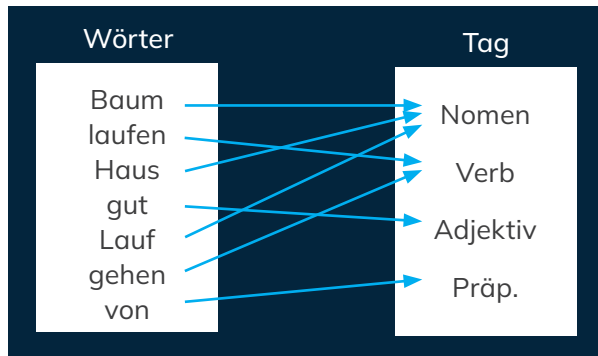 Wörter
Baum
laufen
Haus
gut
Lauf
gehen
von
Tag
Nomen
Verb
Adjektiv
Präp.